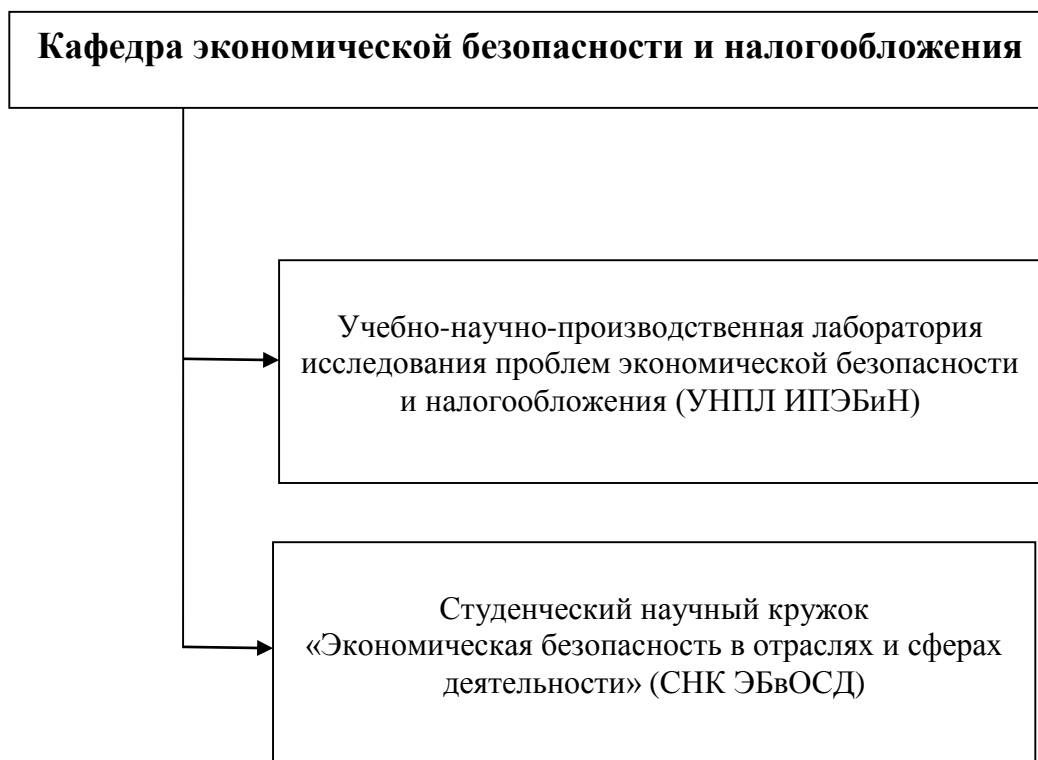 Кафедра экономической безопасности и налогообложения
Учебно-научно-производственная лаборатория
исследования проблем экономической безопасности
и налогообложения (УНПЛ ИПЭБиН)
Студенческий научный кружок
«Экономическая безопасность в отраслях и сферах
деятельности» (СНК ЭБвОСД)